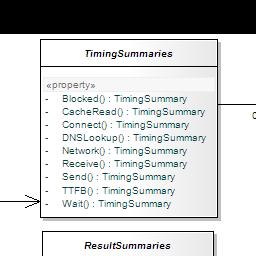 TimingSummaries
«property»
- Blocked() : TimingSummary
- CacheRead() : TimingSummary
- Connect() : TimingSummary
- DNSLookup() : TimingSummary
- Network() : TimingSummary
- Receive() : TimingSummary
- Send() : TimingSummary
- TTFB() : TimingSummary
- Wait() : TimingSummary
ResultSummaries